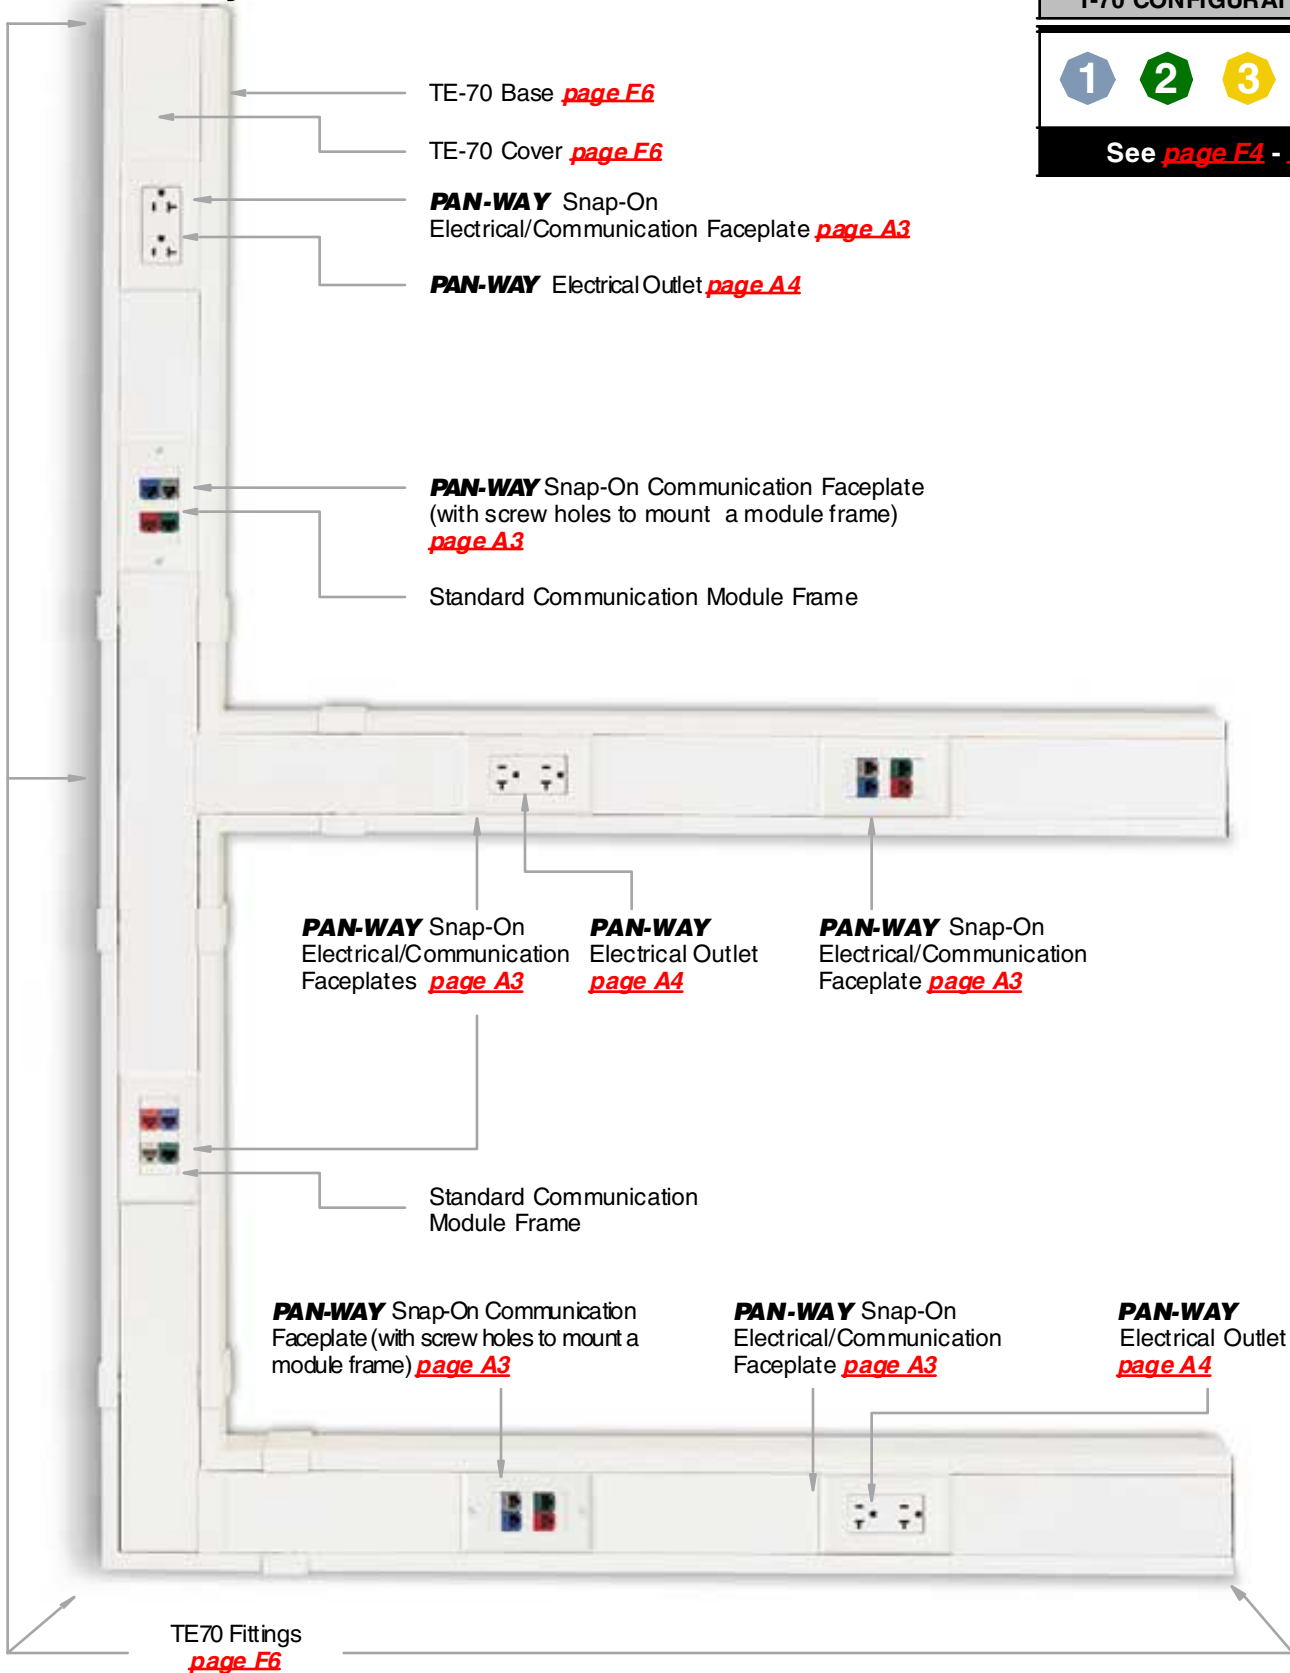 1 2 3
See page F4 -
TE-70 Base page F6
TE-70 Cover page F6
PAN-WAY Snap-On
Electrical/Communication Faceplate page A3
PAN-WAY Electrical Outlet page A4
PAN-WAY Snap-On Communication Faceplate
(with screw holes to mount a module frame)
page A3
Standard Communication Module Frame
PAN-WAY Snap-On
Electrical/Communication
Faceplates page A3
PAN-WAY
Electrical Outlet
page A4
PAN-WAY Snap-On
Electrical/Communication
Faceplate page A3
Standard Communication
Module Frame
PAN-WAY Snap-On Communication
Faceplate (with screw holes to mount a
module frame) page A3
PAN-WAY Snap-On
Electrical/Communication
Faceplate page A3
PAN-WAY
Electrical Outlet
page A4
TE70 Fittings
page F6